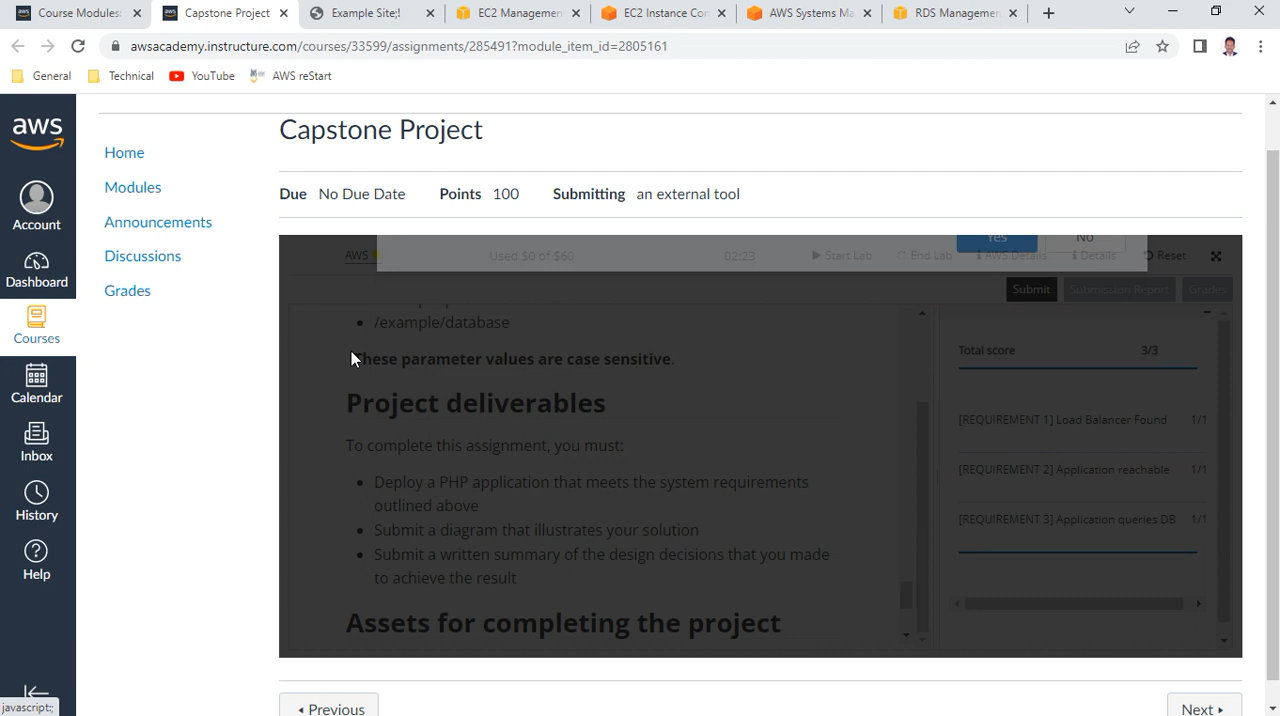 Course Modules:
Capstone Project
Example Site;!
EC2 Management
EC2 Instance Con
AWS Systems Ma
RDS Managemen
awsacademy.instructure.com/courses/33599/assignments/285491?module_item_id=2805161
General
Technical
YouTube
AWS reStart
aws
Account
Dashboard
Courses
Calendar
Inbox
History
Help
javascript:;
Home
Modules
Announcements
Discussions
Grades
Capstone Project
Due No Due Date Points 100 Submitting an external tool
Yes No
AWS Used $0 of $60 02:23 Start Lab End Lab AWS Details Details Reset
Submit Submission Report Grades
/example/database
These parameter values are case sensitive.
Project deliverables
To complete this assignment, you must:
Deploy a PHP application that meets the system requirements
outlined above
Submit a diagram that illustrates your solution
Submit a written summary of the design decisions that you made
to achieve the result
Assets for completing the project
Total score 3/3
[REQUIREMENT 1] Load Balancer Found 1/1
[REQUIREMENT 2] Application reachable 1/1
[REQUIREMENT 3] Application queries DB 1/1
Previous
Next